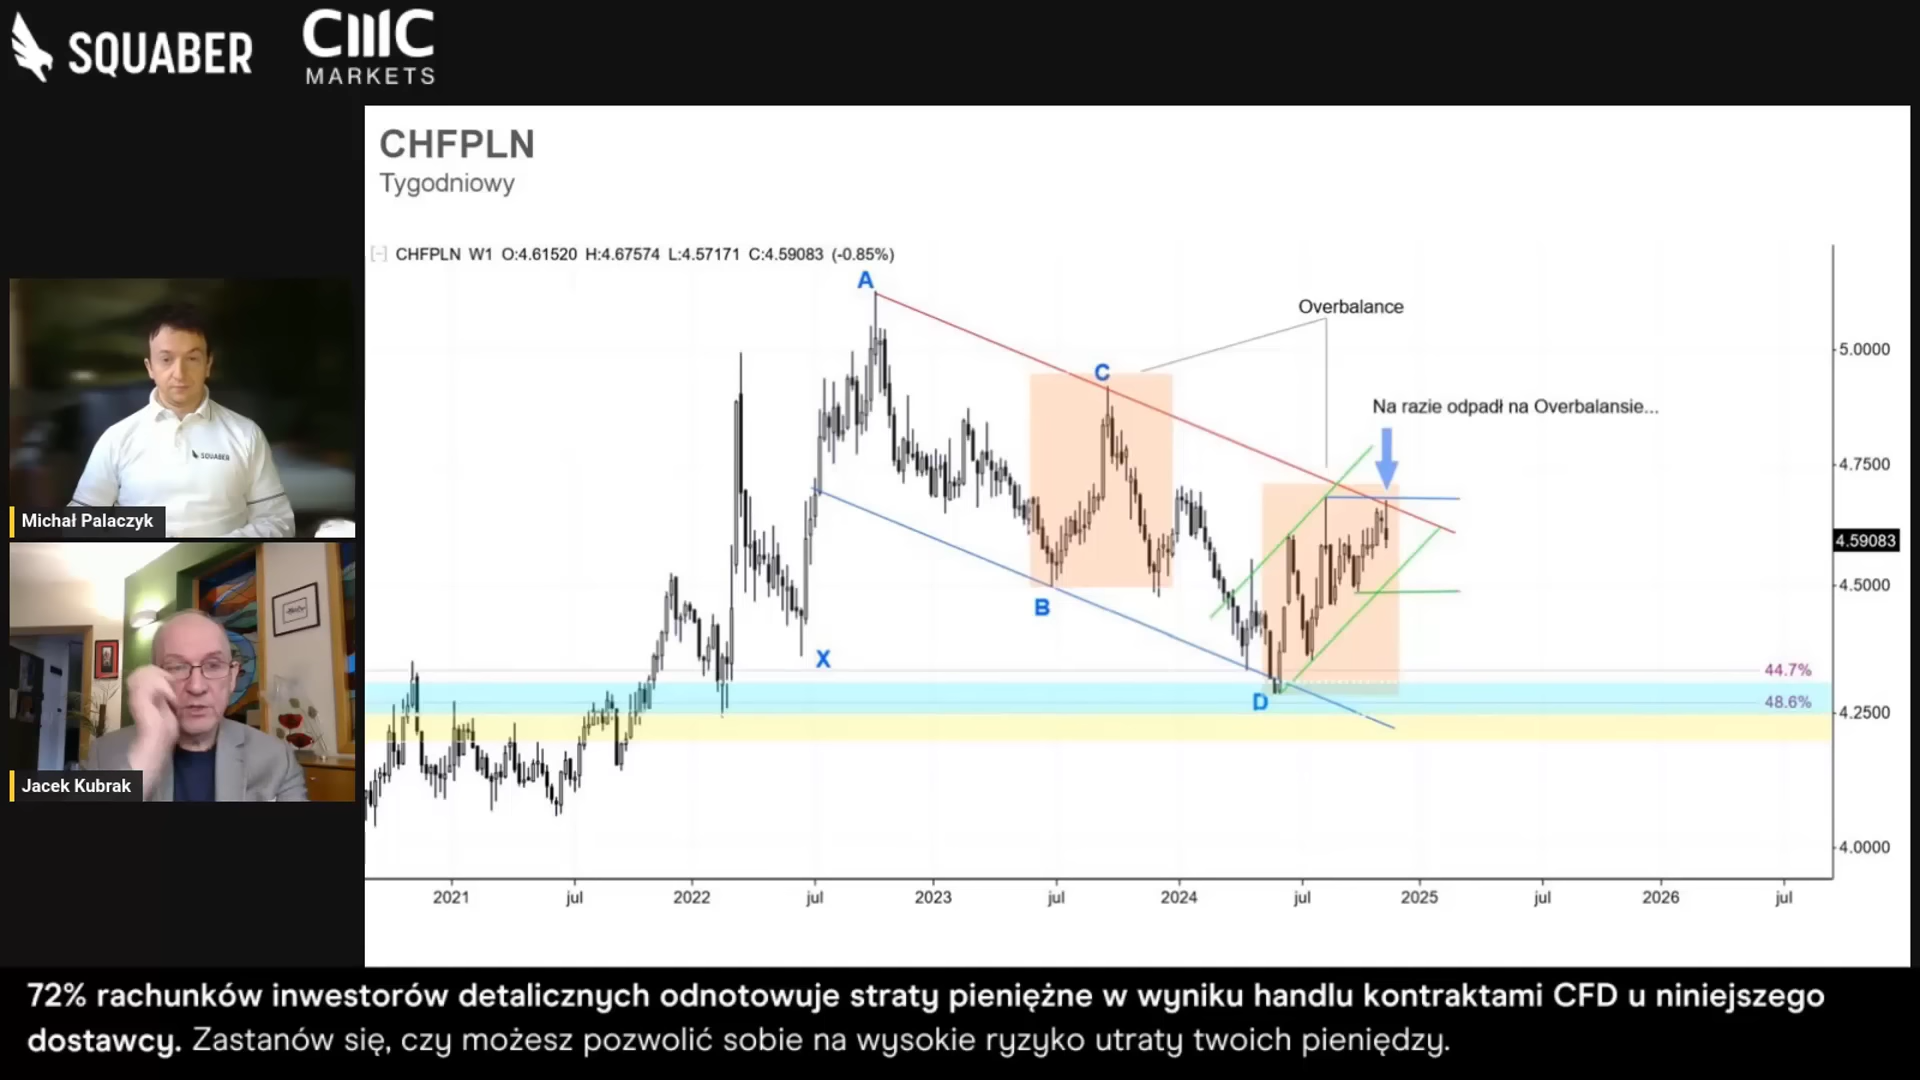 SQUABER
CMC
MARKETS
CHFPLN
Tygodniowy
[-] CHFPLN W1 O:4.61520 H:4.67574 L:4.57171 C:4.59083 (-0.85%)
A
Overbalance
5.0000
C
Na razie odpadł na Overbalansie...
4.7500
SQUABER
Michał Palaczyk
4.59083
4.5000
B
X
44.7%
D
48.6%
4.2500
Jacek Kubrak
4.0000
2021 jul 2022 jul 2023 jul 2024 jul 2025 jul 2026 jul
72% rachunków inwestorów detalicznych odnotowuje straty pieniężne w wyniku handlu kontraktami CFD u niniejszego
dostawcy. Zastanów się, czy możesz pozwolić sobie na wysokie ryzyko utraty twoich pieniędzy.